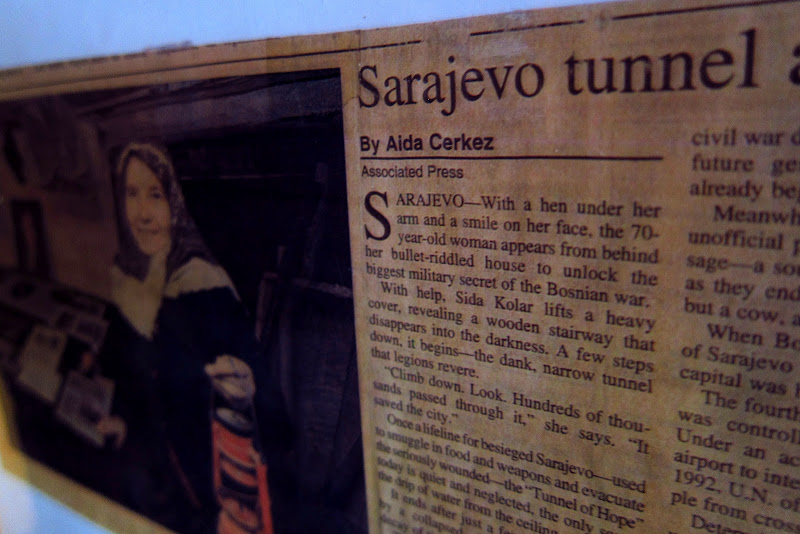 Sarajevo tunnel
By Aida Cerkez
Associated Press
SARAJEVO—With a hen under her
arm and a smile on her face, the 70-
year-old woman appears from behind
her bullet-riddled house to unlock the
biggest military secret of the Bosnian war.
With help, Sida Kolar lifts a heavy
cover, revealing a wooden stairway that
disappears into the darkness. A few steps
down, it begins—the dank, narrow tunnel
that legions revere.
"Climb down. Look. Hundreds of thou-
sands passed through it," she says. "It
saved the city."
Once a lifeline for besieged Sarajevo—used
to smuggle in food and weapons and evacuate
the seriously wounded—the "Tunnel of Hope"
today is quiet and neglected, the only
the drip of water from the ceiling
It ends after just a
by a collapsed
civil war
future
already
Meanwh
unofficial
sage—a
as they end
but a cow,
When
of Sarajevo
capital was
The fourth
was
Under an
airport to
1992, U.N.
ple from